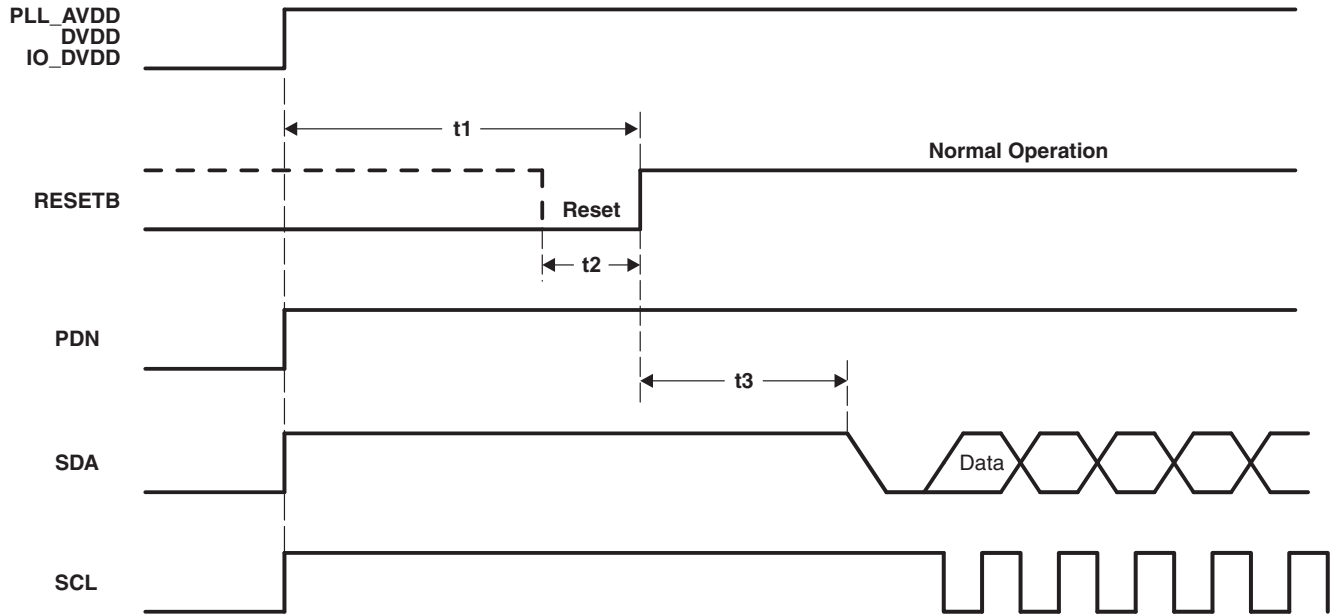 PLL_AVDD
DVDD
IO_DVDD
t1
Normal Operation
RESETB
Reset
t2
PDN
t3
SDA
Data
SCL